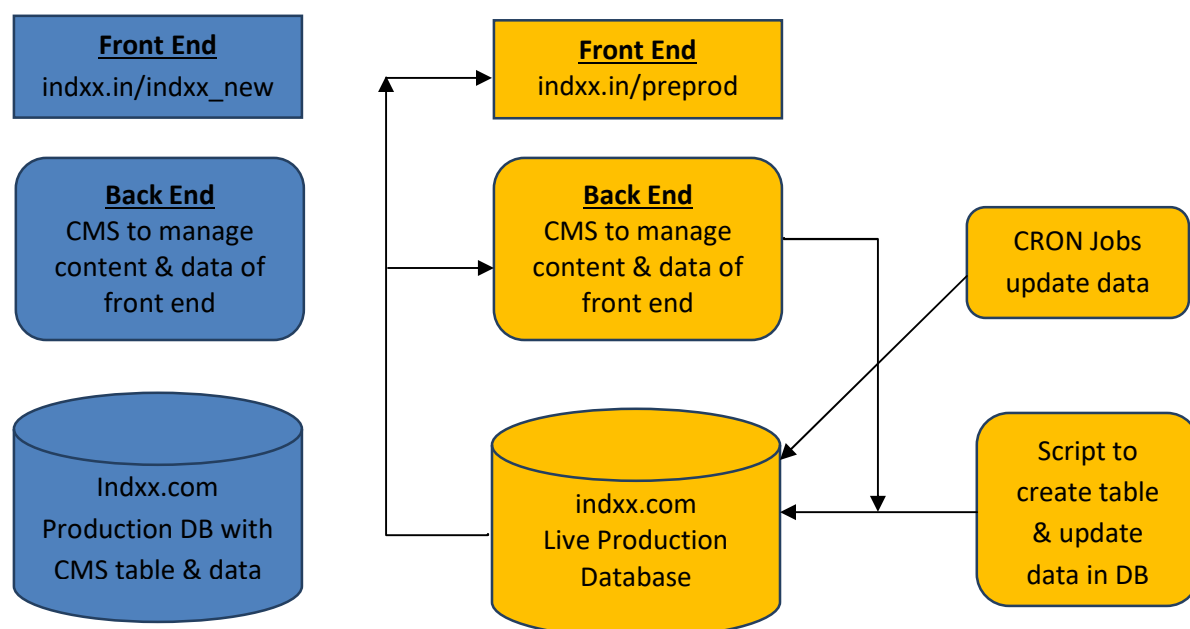 Front End
indxx.in/indxx_new
Front End
indxx.in/preprod
Back End
CMS to manage
content & data of
front end
Back End
CMS to manage
content & data of
front end
CRON Jobs
update data
Indxx.com
Production DB with
CMS table & data
indxx.com
Live Production
Database
Script to
create table
& update
data in DB